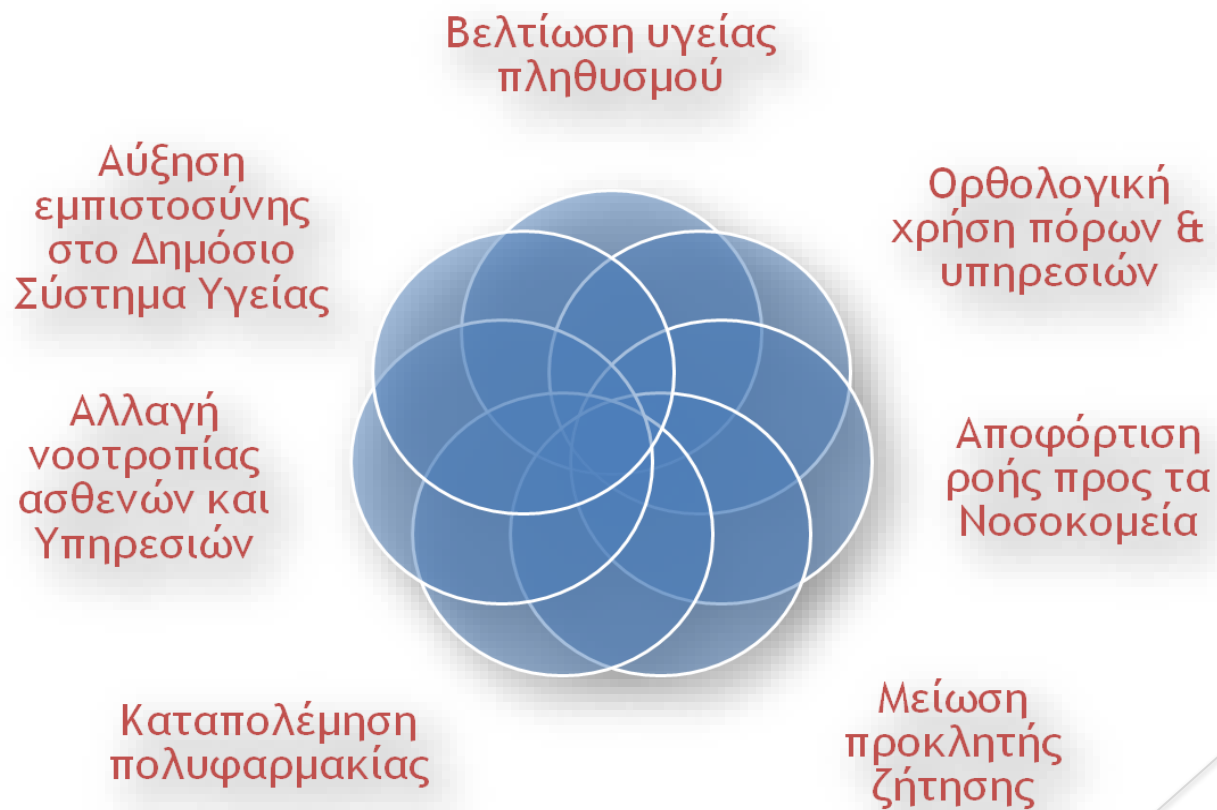 Βελτίωση υγείας
πληθυσμού
Ορθολογική
χρήση πόρων &
υπηρεσιών
Αποφόρτιση
ροής προς τα
Νοσοκομεία
Μείωση
προκλητής
ζήτησης
Καταπολέμηση
πολυφαρμακίας
Αλλαγή
νοοτροπίας
ασθενών και
Υπηρεσιών
Αύξηση
εμπιστοσύνης
στο Δημόσιο
Σύστημα Υγείας